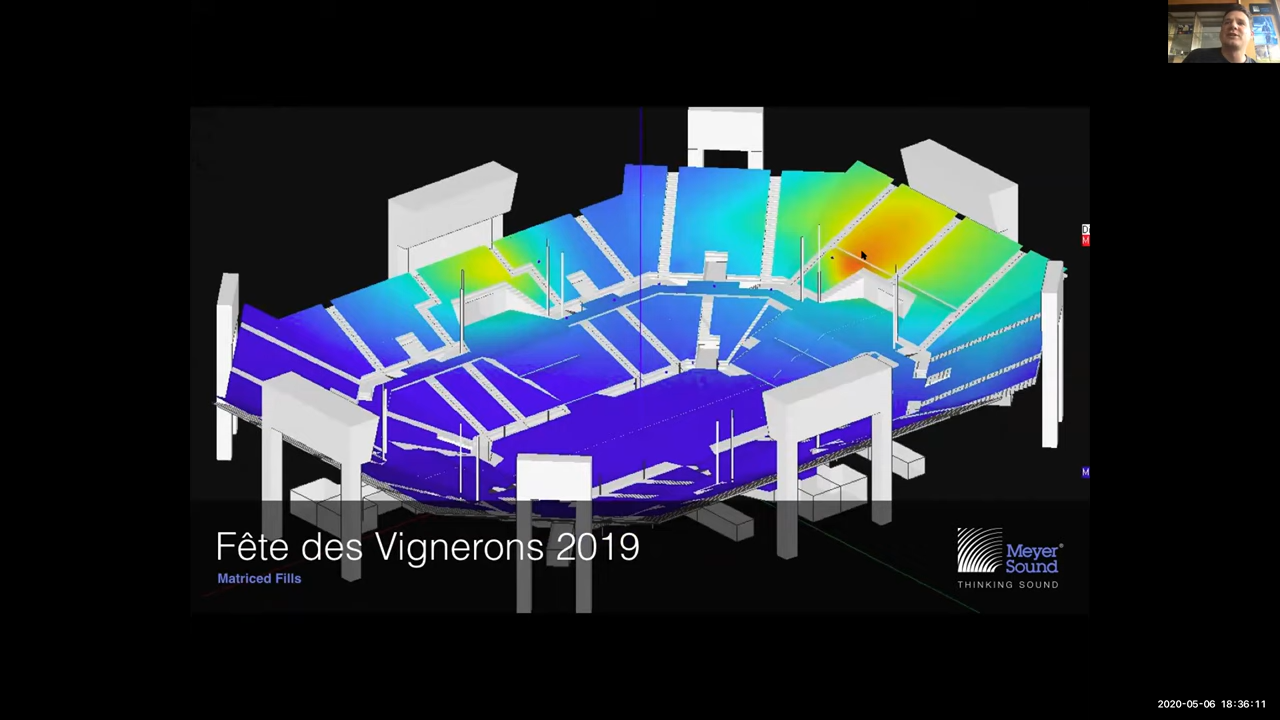 D
M
M
Fête des Vignerons 2019
Matriced Fills
Meyer
Sound®
THINKING SOUND
2020-05-06 18:36:11